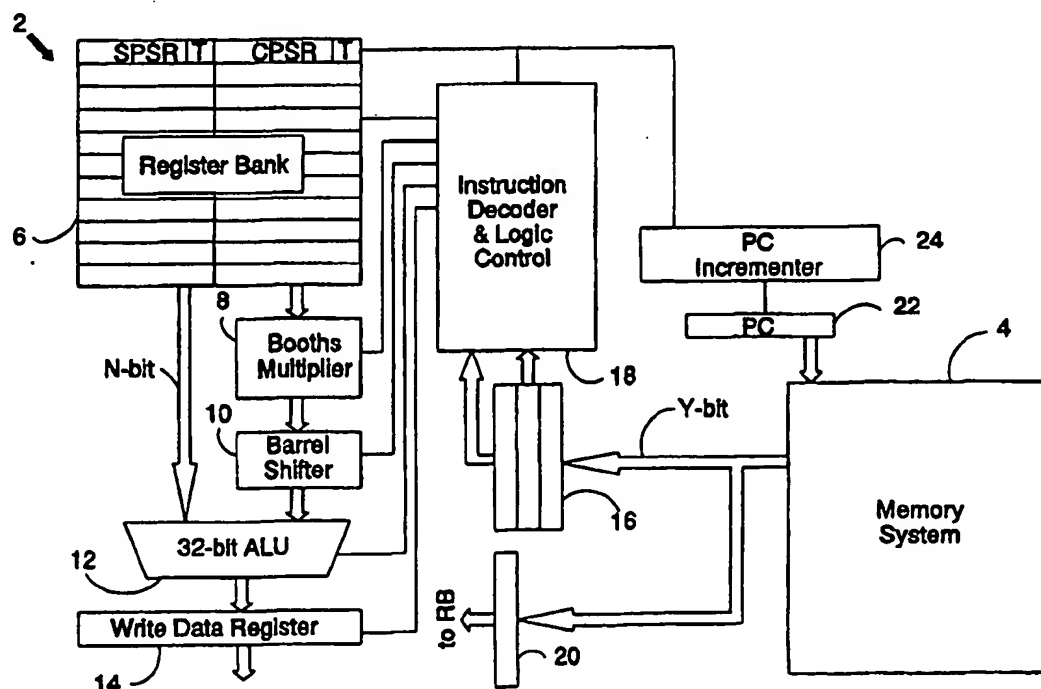 2
SPSR T CPSR T
Register Bank
6
Instruction
Decoder
& Logic
Control
18
PC
Incrementer
24
PC
22
4
8
Booths
Multiplier
N-bit
10
Barrel
Shifter
Y-bit
16
Memory
System
32-bit ALU
12
Write Data Register
14
to RB
20